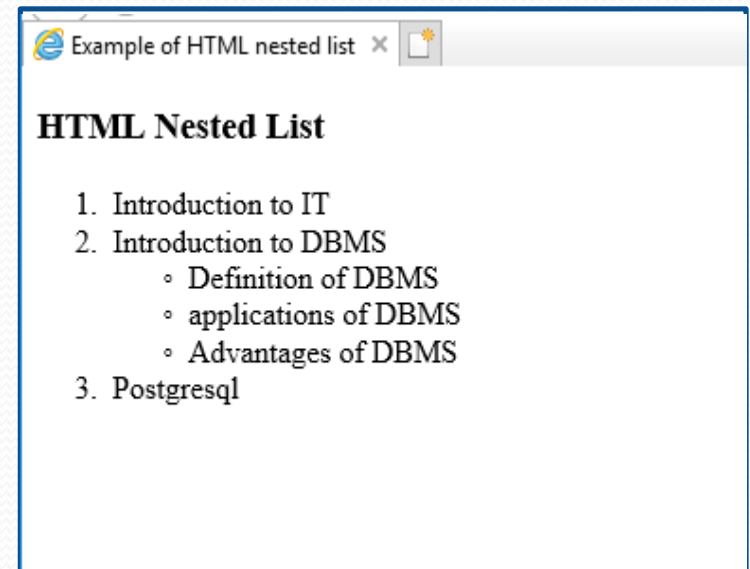 Example of HTML nested list
HTML Nested List
1. Introduction to IT
2. Introduction to DBMS
◦ Definition of DBMS
◦ applications of DBMS
◦ Advantages of DBMS
3. Postgresql